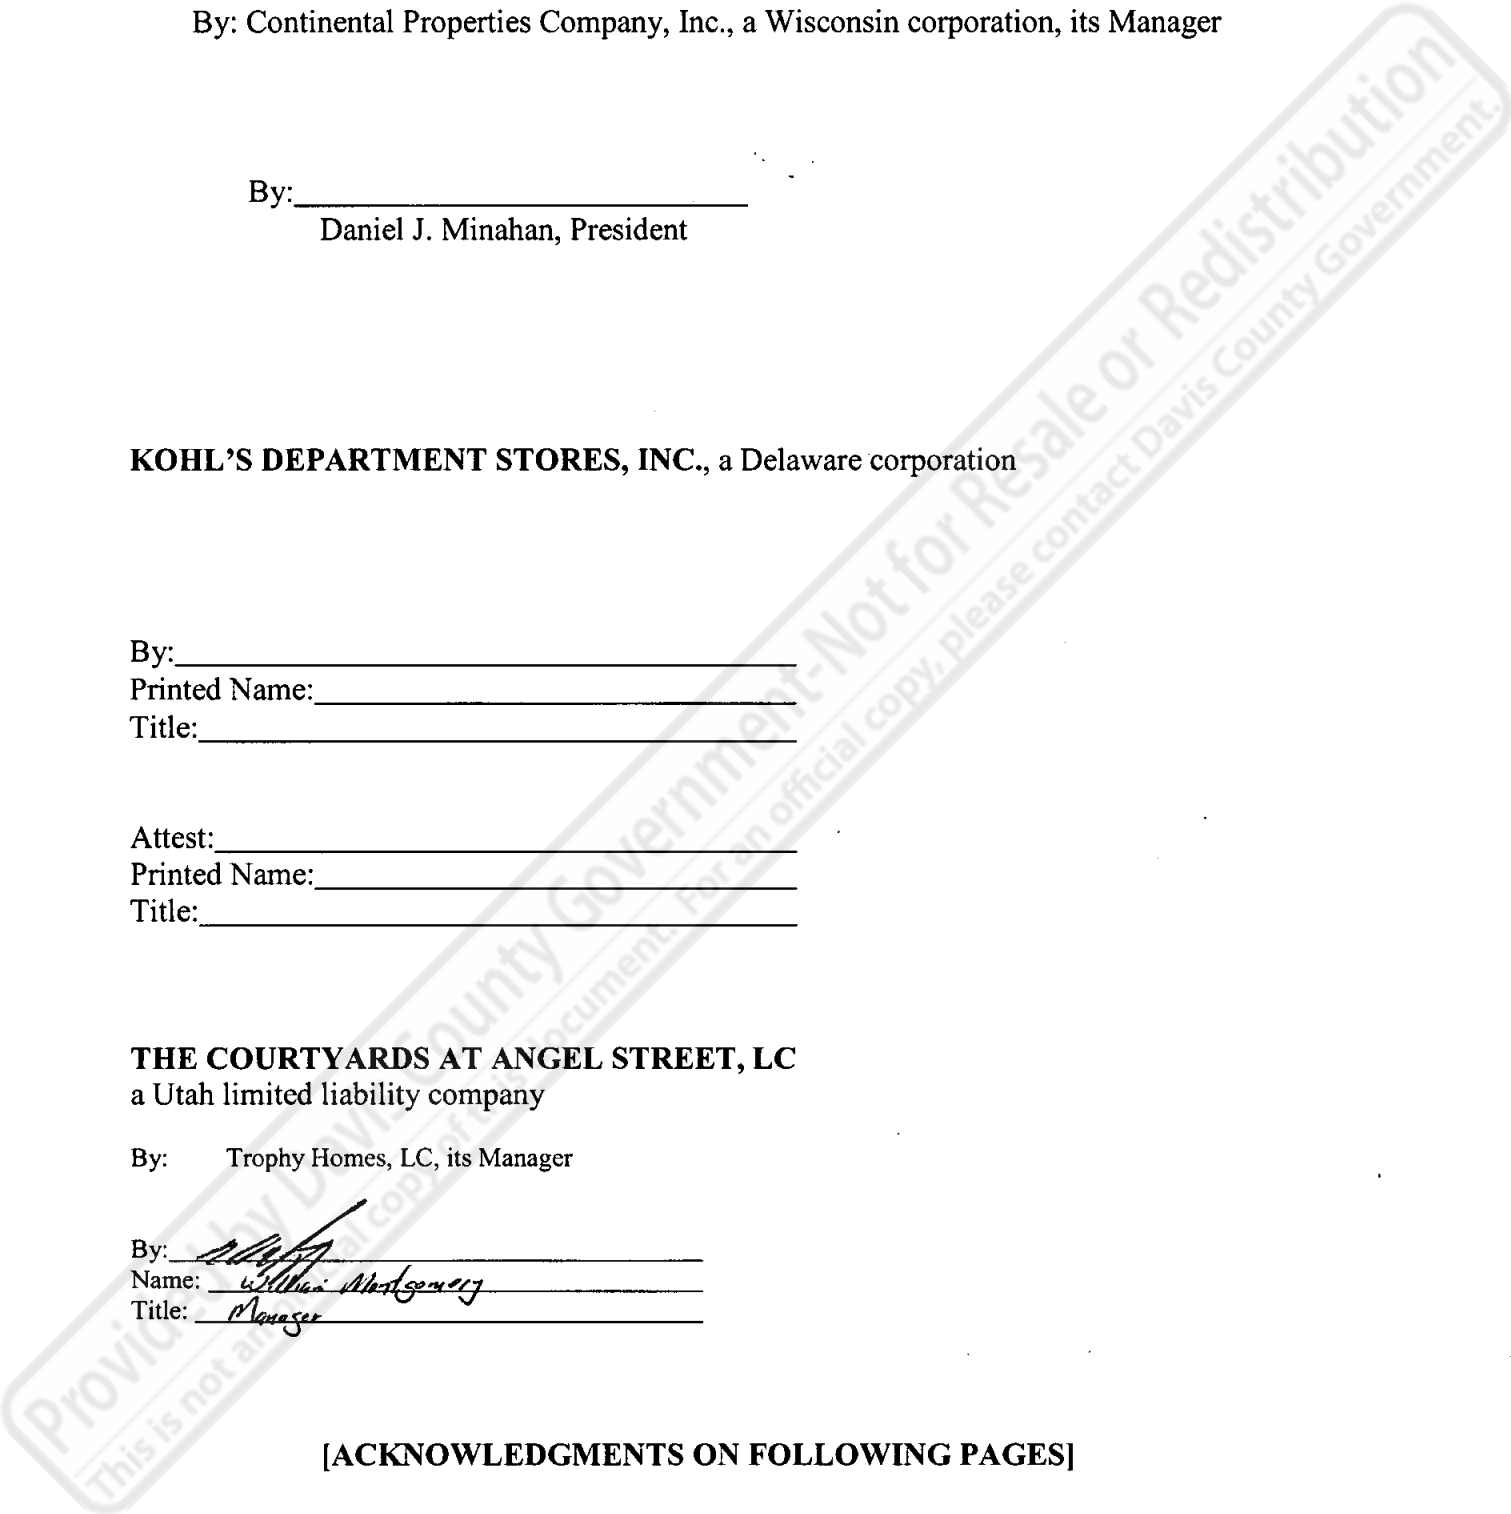 By: Continental Properties Company, Inc., a Wisconsin corporation, its Manager
By:
Daniel J. Minahan, President
KOHL'S DEPARTMENT STORES, INC., a Delaware corporation
By:
Printed Name:
Title:
Attest:
Printed Name:
Title:
THE COURTYARDS AT ANGEL STREET, LC
a Utah limited liability company
By: Trophy Homes, LC, its Manager
By:
Name: William Montgomery
Title: Manager
[ACKNOWLEDGMENTS ON FOLLOWING PAGES]
Provided by Davis County Government-Not for Resale or Redistribution
This is not an official copy of this document. For an official copy, please contact Davis County Government.